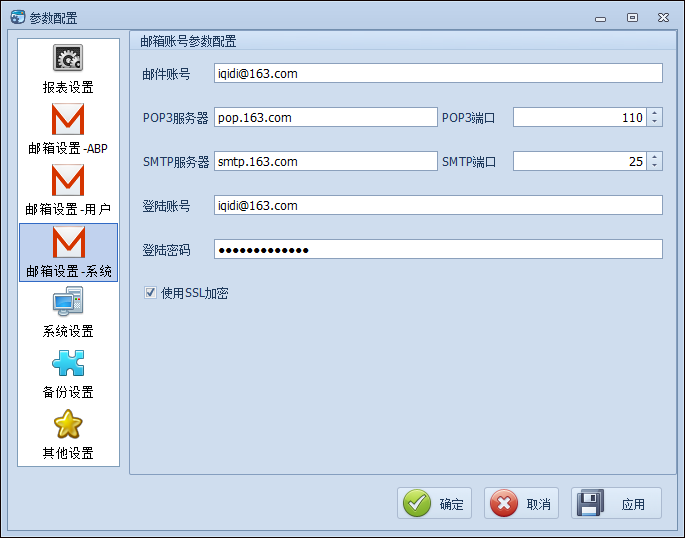 参数配置
报表设置
邮箱设置-ABP
邮箱设置-用户
邮箱设置-系统
系统设置
备份设置
其他设置
邮箱账号参数配置
邮件账号 iqidi@163.com
POP3服务器 pop.163.com POP3端口 110
SMTP服务器 smtp.163.com SMTP端口 25
登陆账号 iqidi@163.com
登陆密码 ●●●●●●●●●●●●●
使用SSL加密
确定 取消 应用